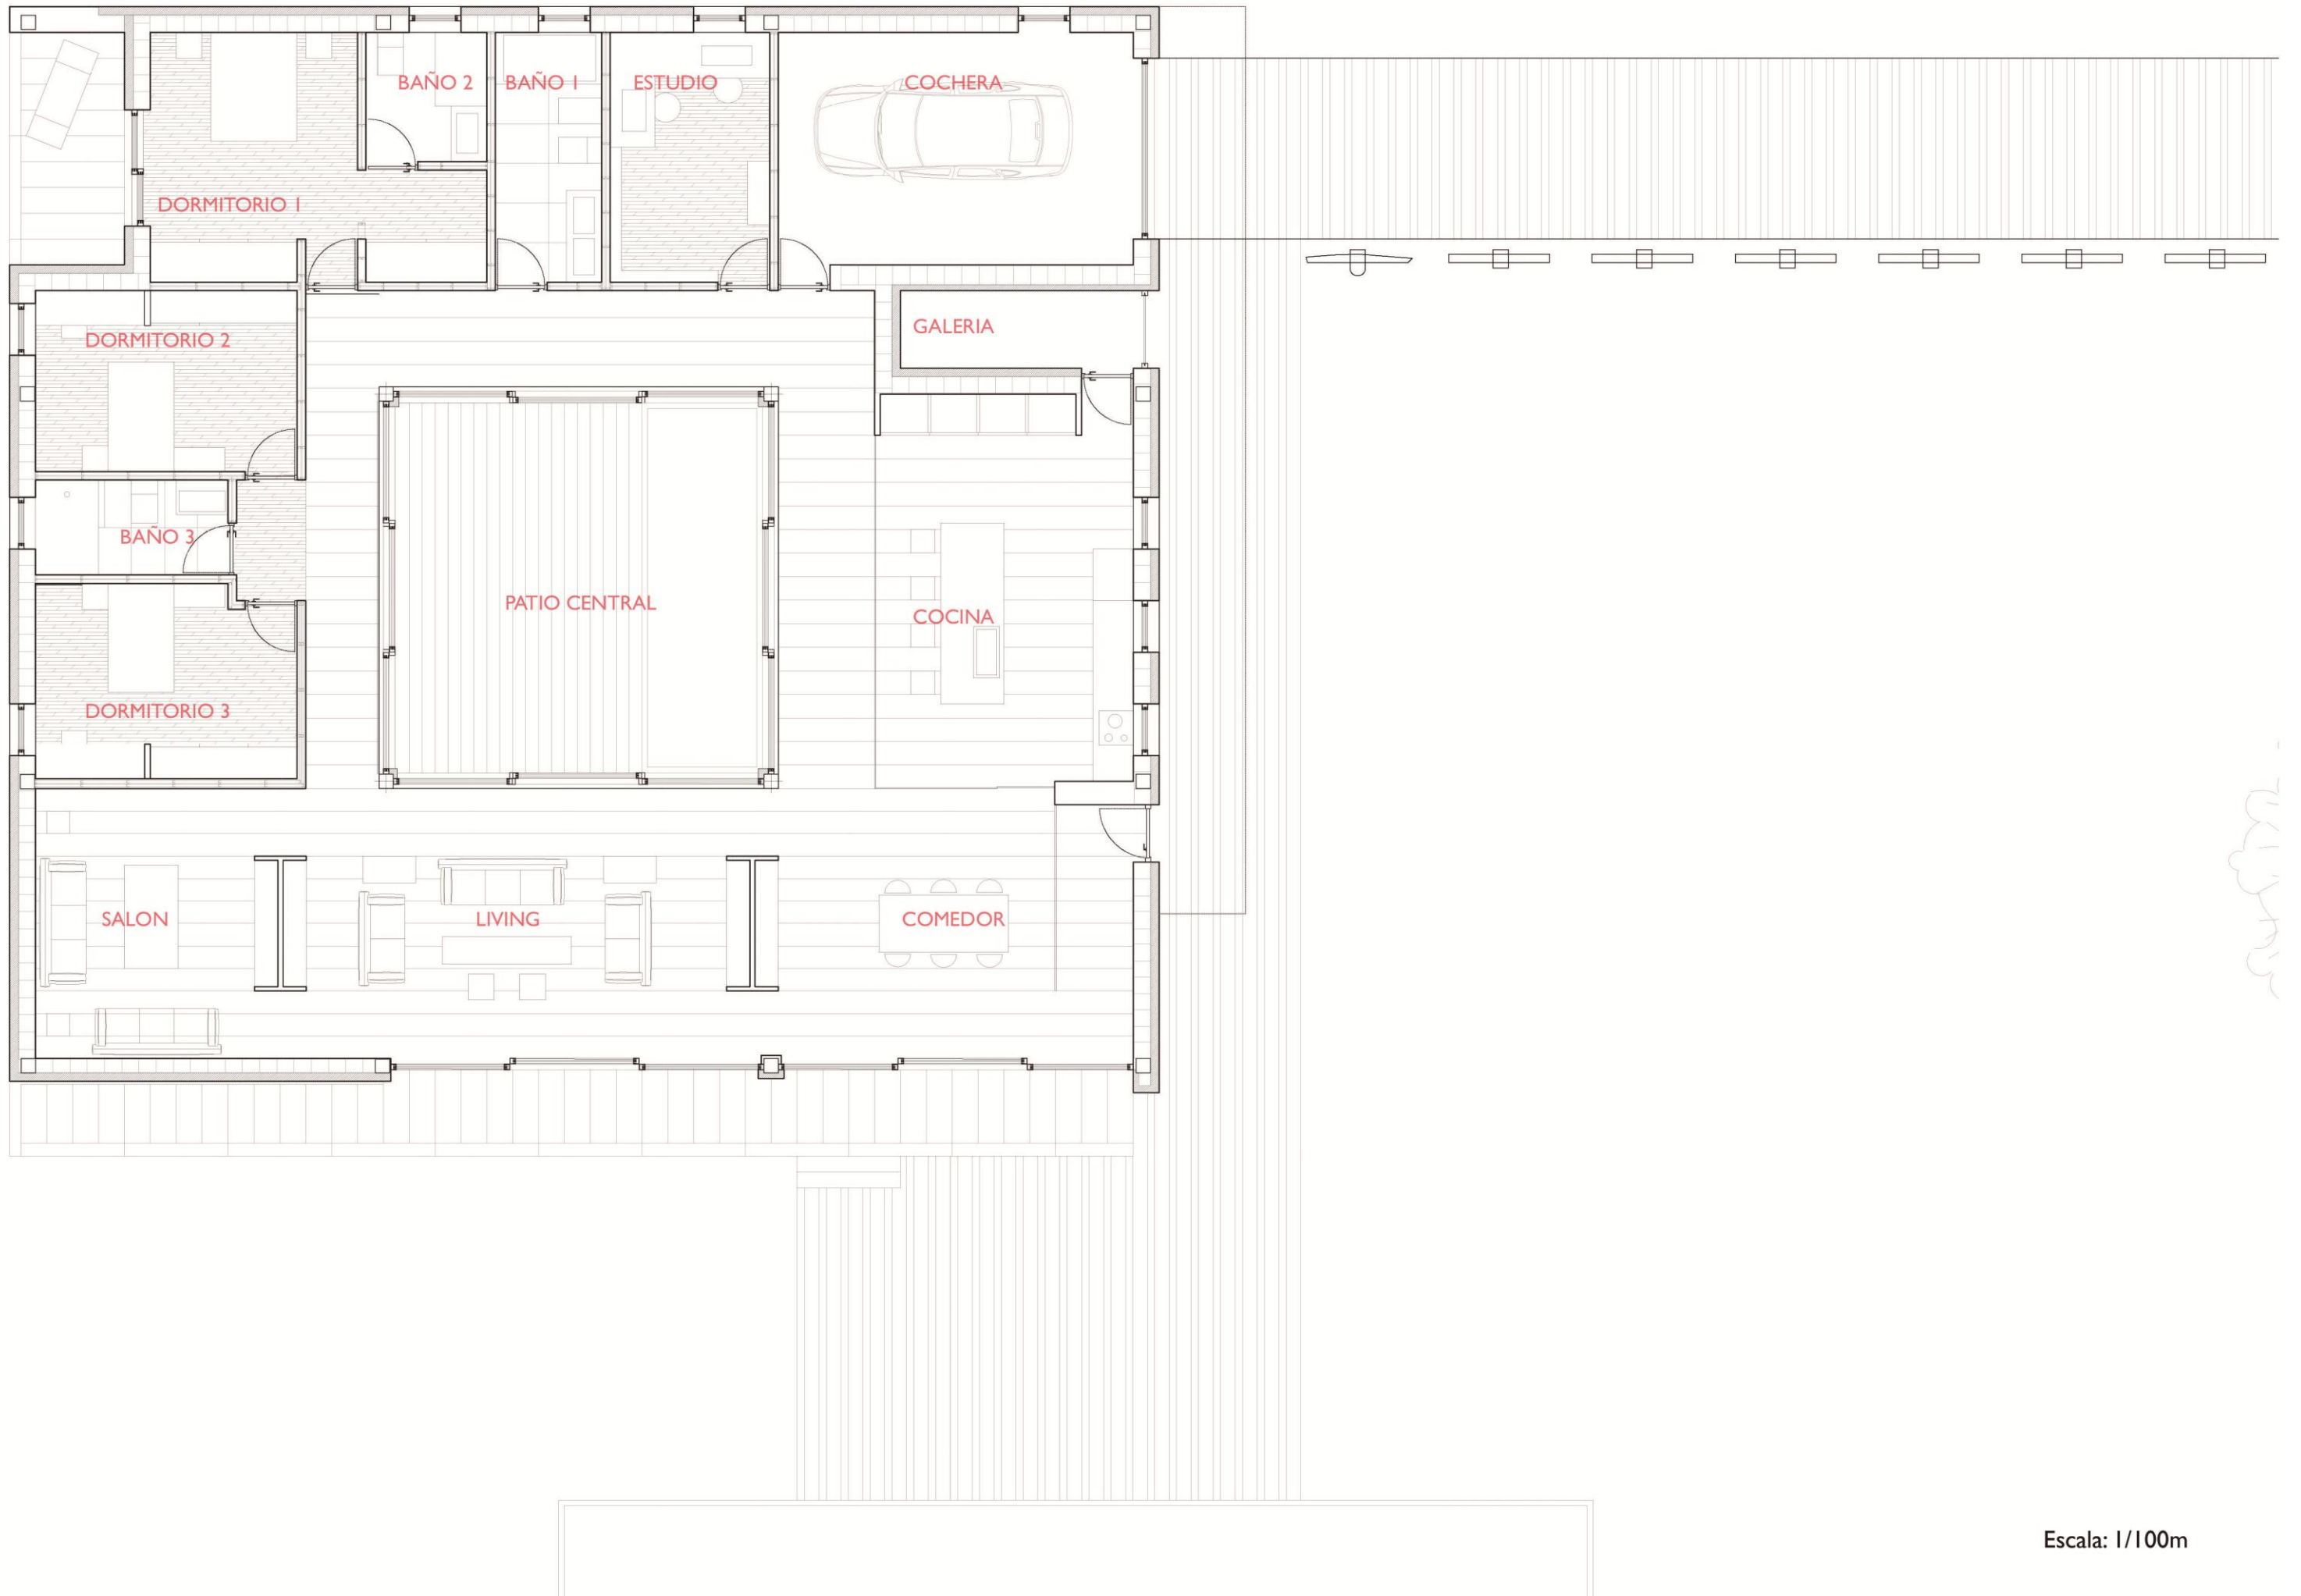 BAÑO 2
BAÑO 1
ESTUDIO
COCHERA
DORMITORIO 1
GALERIA
DORMITORIO 2
BAÑO 3
PATIO CENTRAL
COCINA
DORMITORIO 3
SALON
LIVING
COMEDOR
Escala: 1/100m